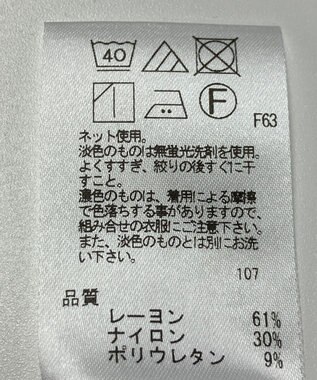 40
F
F63
ネット使用。
淡色のものは無蛍光洗剤を使用。
よくすすぎ、絞りの後すぐに干
すこと。
濃色のものは、着用による摩擦
で色落ちする事がありますので、
組み合せの衣服にご注意下さい。
また、淡色のものとは別にお洗
い下さい。
107
品質
レーヨン 61%
ナイロン 30%
ポリウレタン 9%